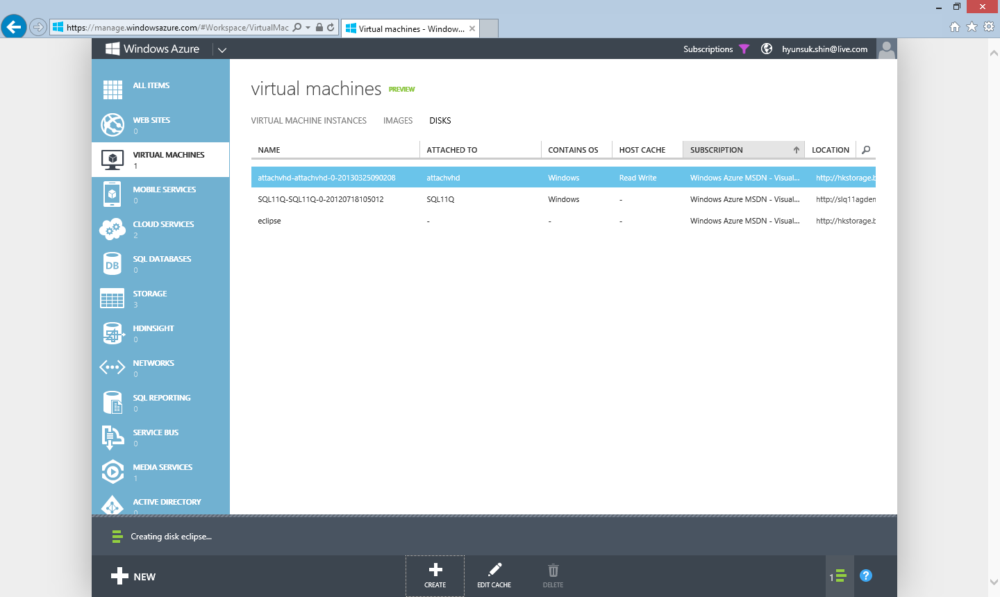 https://manage.windowsazure.com/#Workspace/VirtualMac
Virtual machines - Window...
Windows Azure
Subscriptions
hyunsuk.shin@live.com
ALL ITEMS
WEB SITES
0
VIRTUAL MACHINES
1
MOBILE SERVICES
0
CLOUD SERVICES
2
SQL DATABASES
0
DB
STORAGE
3
HDINSIGHT
0
NETWORKS
0
SQL REPORTING
0
SERVICE BUS
0
MEDIA SERVICES
1
ACTIVE DIRECTORY
0
virtual machines PREVIEW
VIRTUAL MACHINE INSTANCES IMAGES DISKS
NAME ATTACHED TO CONTAINS OS HOST CACHE SUBSCRIPTION LOCATION
attachvhd-attachvhd-0-20130325090208 attachvhd Windows Read Write Windows Azure MSDN - Visual... http://hkstorage.b
SQL11Q-SQL11Q-0-20120718105012 SQL11Q Windows - Windows Azure MSDN - Visual... http://slq11agden
eclipse - - - Windows Azure MSDN - Visual... http://hkstorage.b
Creating disk eclipse...
NEW
CREATE
EDIT CACHE
DELETE
1
?